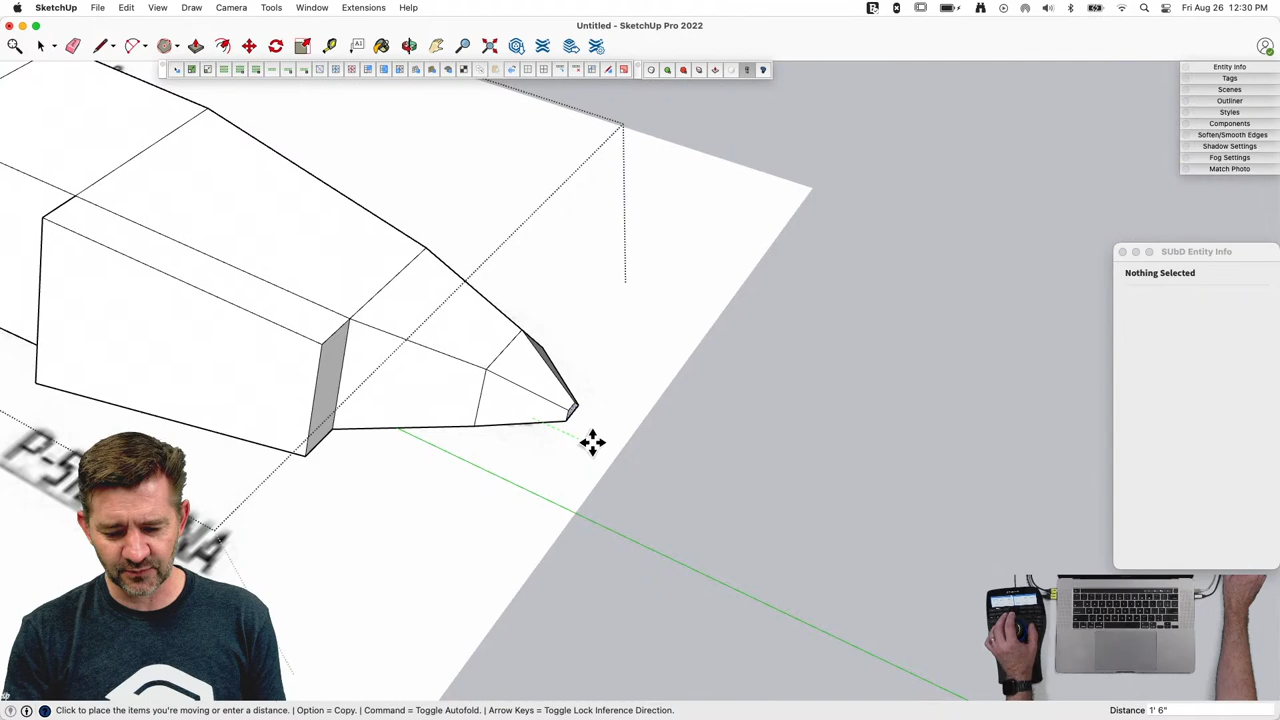 SketchUp File Edit View Draw Camera Tools Window Extensions Help Fri Aug 26 12:30 PM
Untitled - SketchUp Pro 2022
Entity Info
Tags
Scenes
Outliner
Styles
Components
Soften/Smooth Edges
Shadow Settings
Fog Settings
Match Photo
SUbD Entity Info
Nothing Selected
Click to place the items you're moving or enter a distance. | Option = Copy. | Command = Toggle Autofold. | Arrow Keys = Toggle Lock Inference Direction. Distance 1' 6"